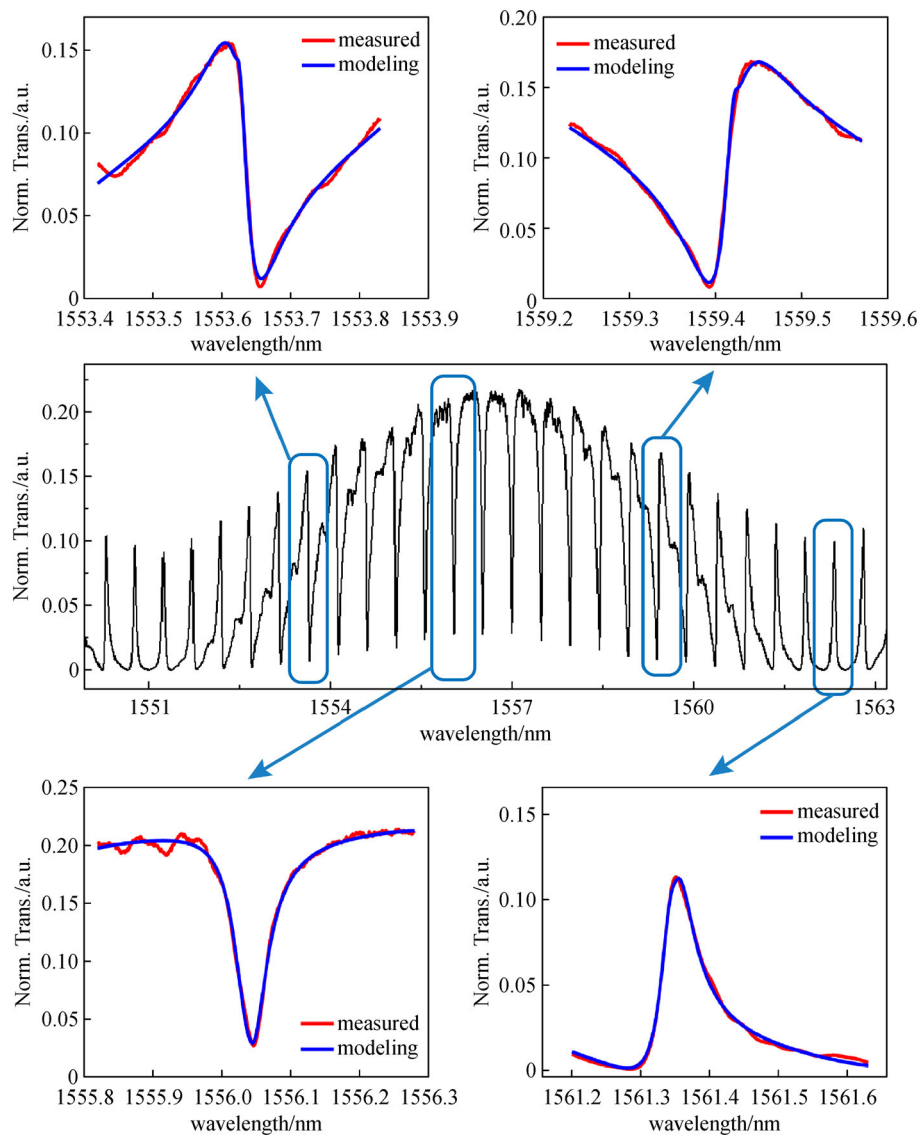 measured
modeling
Norm. Trans./a.u.
0.15
0.10
0.05
0
1553.4 1553.5 1553.6 1553.7 1553.8 1553.9
wavelength/nm
measured
modeling
Norm. Trans./a.u.
0.20
0.15
0.10
0.05
0
1559.2 1559.3 1559.4 1559.5 1559.6
wavelength/nm
Norm. Trans./a.u.
0.20
0.15
0.10
0.05
0
1551 1554 1557 1560 1563
wavelength/nm
Norm. Trans./a.u.
0.25
0.20
0.15
0.10
0.05
0
measured
modeling
1555.8 1555.9 1556.0 1556.1 1556.2 1556.3
wavelength/nm
Norm. Trans./a.u.
0.15
0.10
0.05
0
measured
modeling
1561.2 1561.3 1561.4 1561.5 1561.6
wavelength/nm